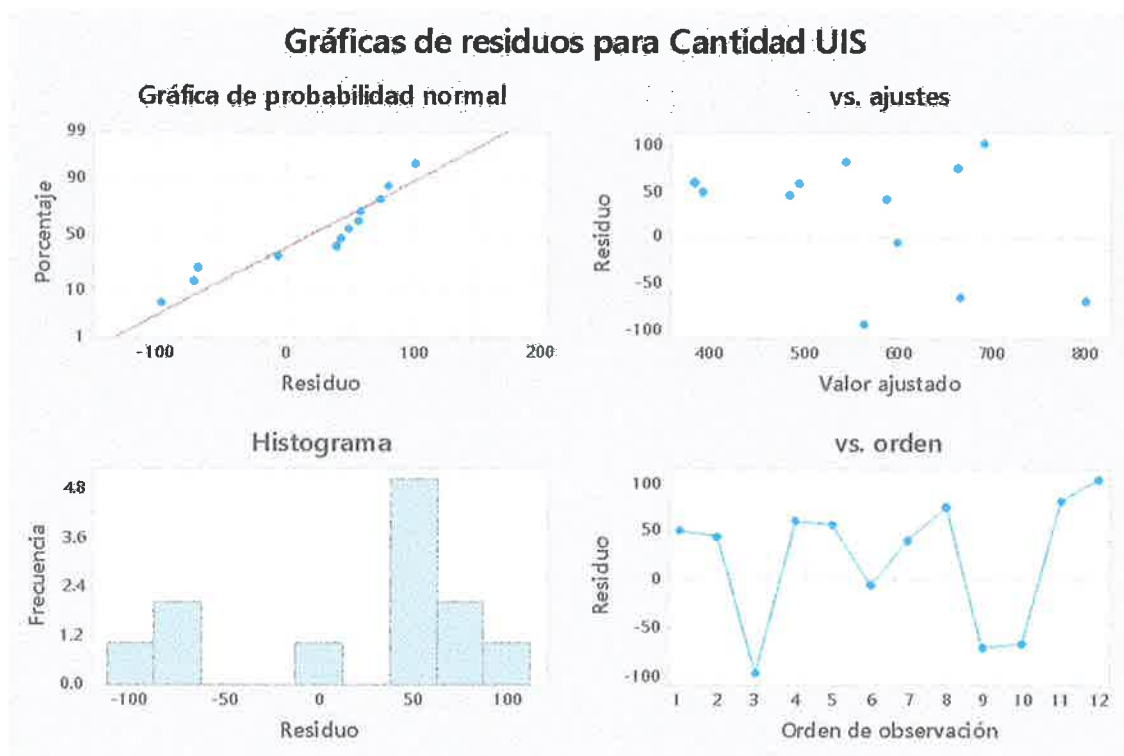 Gráficas de residuos para Cantidad UIS
Gráfica de probabilidad normal
99
90
50
10
1
Porcentaje
-100 0 100 200
Residuo
vs. ajustes
100
50
0
-50
-100
Residuo
400 500 600 700 800
Valor ajustado
Histograma
4.8
3.6
2.4
1.2
0.0
Frecuencia
-100 -50 0 50 100
Residuo
vs. orden
100
50
0
-50
-100
Residuo
1 2 3 4 5 6 7 8 9 10 11 12
Orden de observación